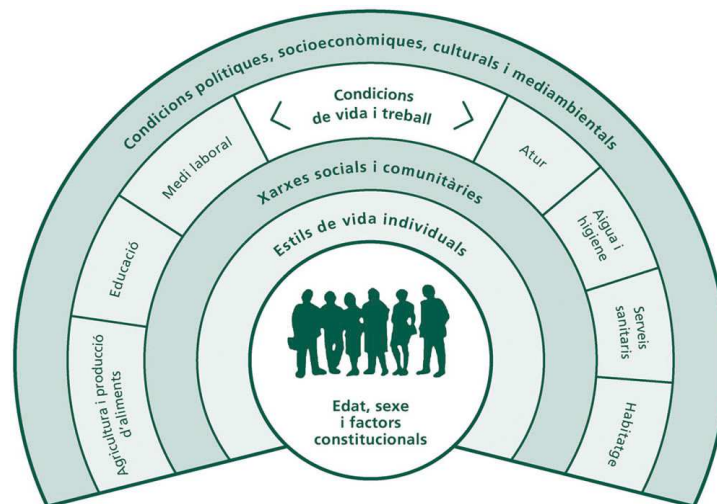 Condicions polítiques, socioeconòmiques, culturals i mediambientals
Condicions
de vida i treball
Agricultura i producció
d'aliments
Educació
Medi laboral
Atur
Aigua i
higiene
Serveis
sanitaris
Habitatge
Xarxes socials i comunitàries
Estils de vida individuals
Edat, sexe
i factors
constitucionals